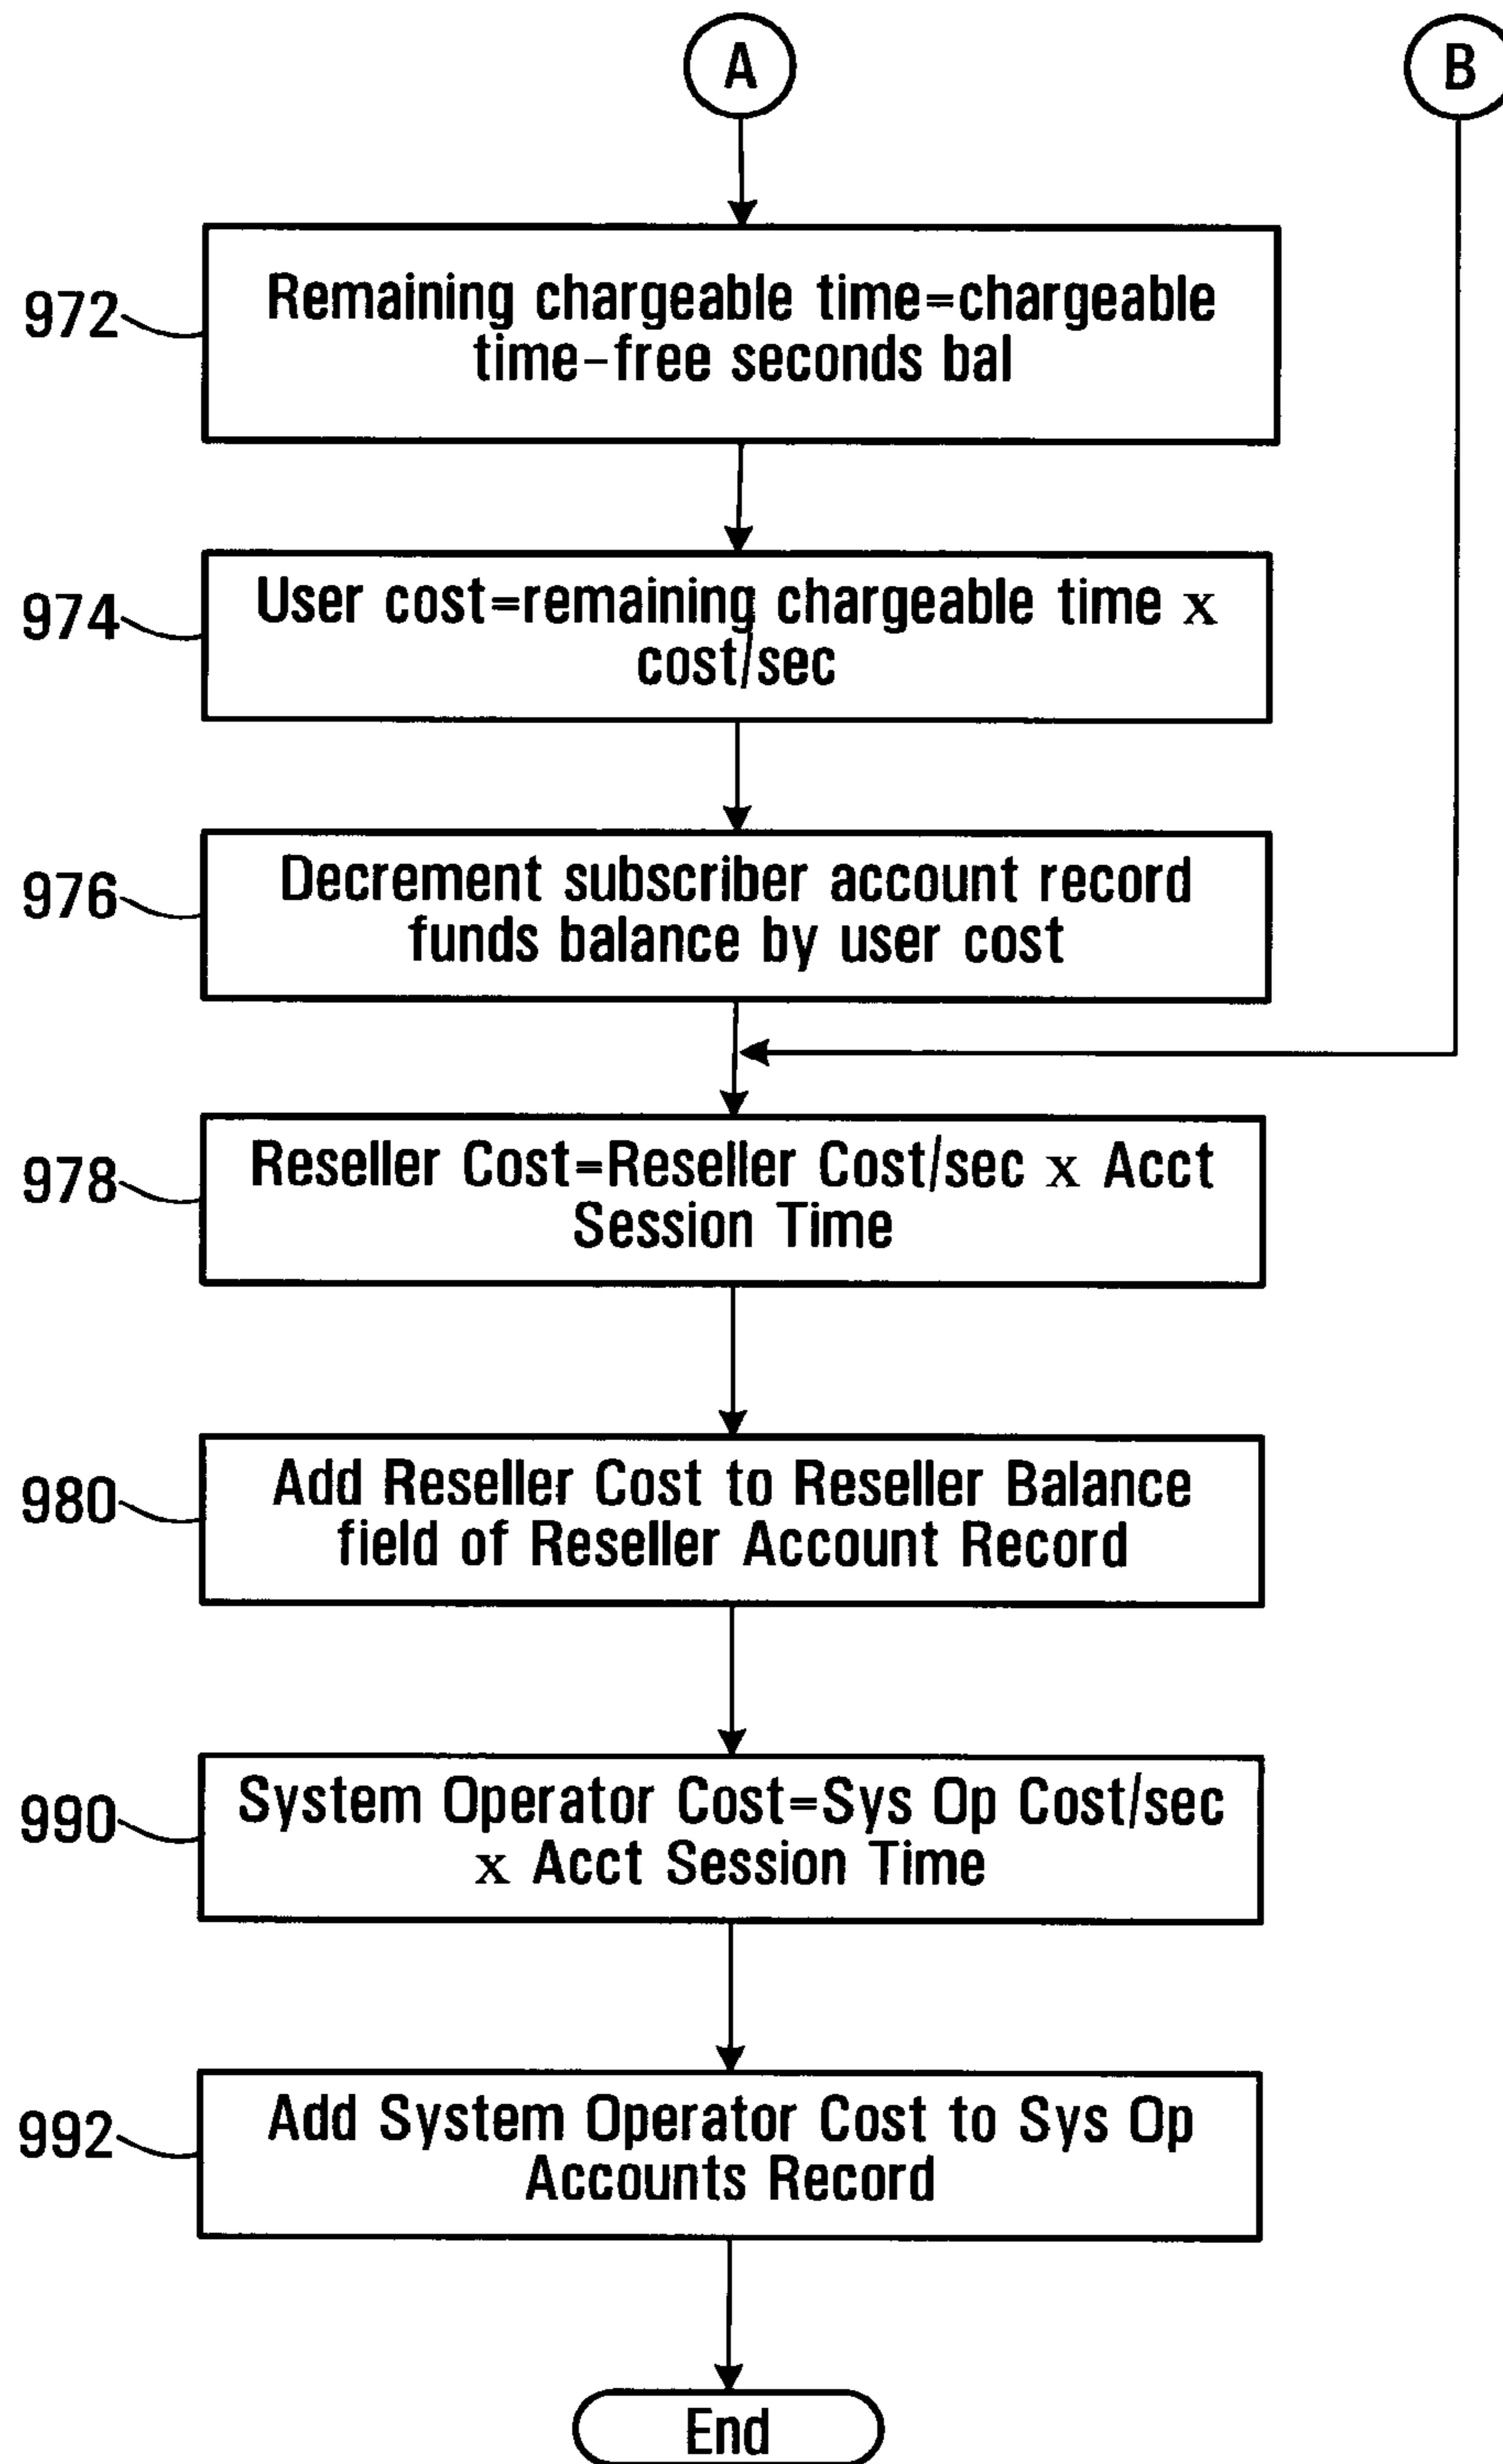 A
B
972
Remaining chargeable time=chargeable
time-free seconds bal
974
User cost=remaining chargeable time x
cost/sec
976
Decrement subscriber account record
funds balance by user cost
978
Reseller Cost=Reseller Cost/sec x Acct
Session Time
980
Add Reseller Cost to Reseller Balance
field of Reseller Account Record
990
System Operator Cost=Sys Op Cost/sec
x Acct Session Time
992
Add System Operator Cost to Sys Op
Accounts Record
End